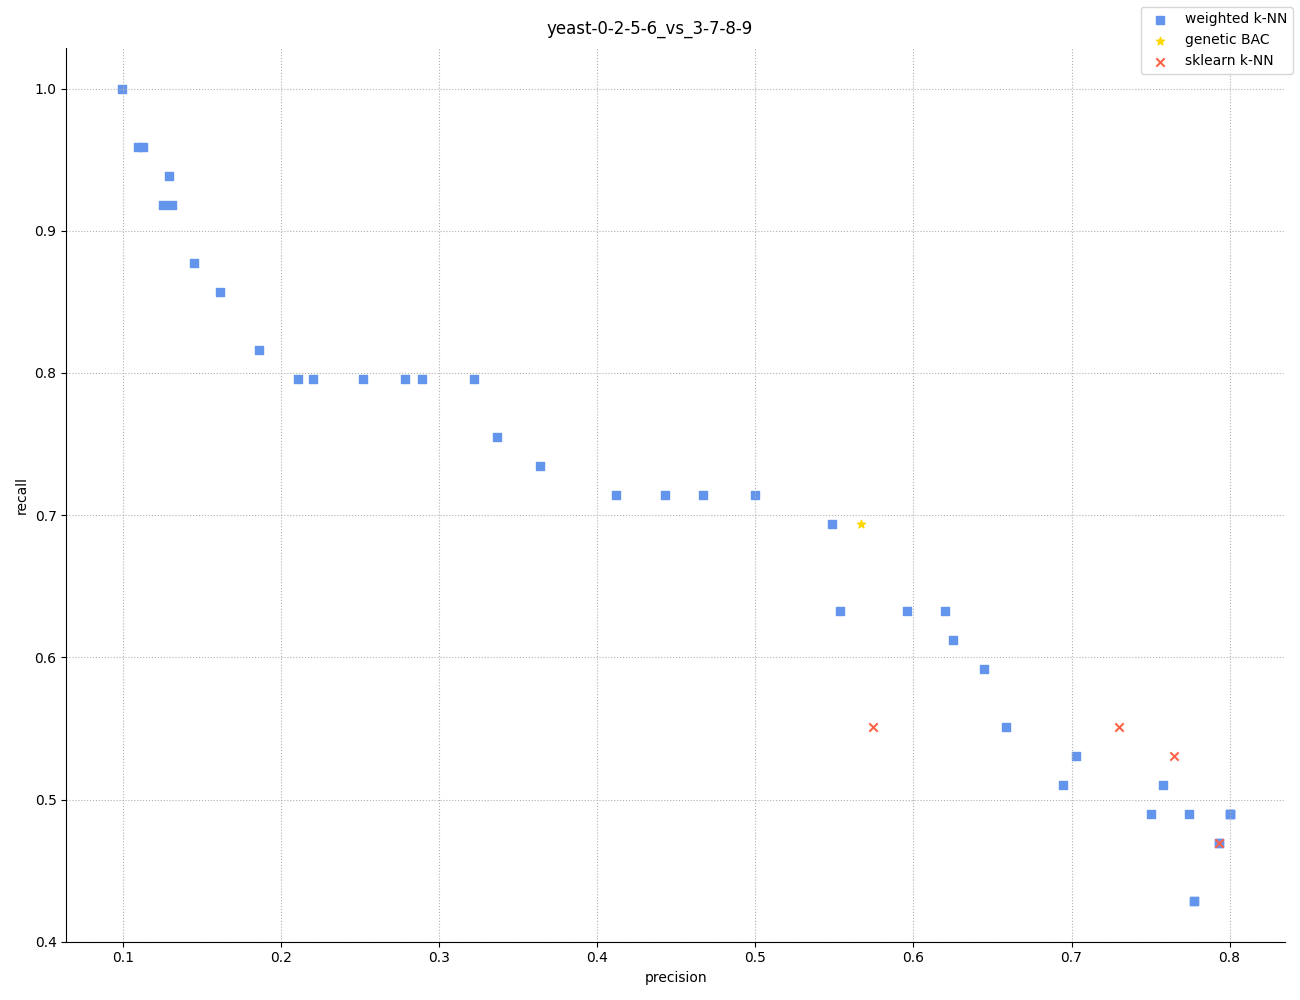 yeast-0-2-5-6_vs_3-7-8-9
weighted k-NN
genetic BAC
sklearn k-NN
1.0
0.9
0.8
0.7
0.6
0.5
0.4
recall
0.1 0.2 0.3 0.4 0.5 0.6 0.7 0.8
precision